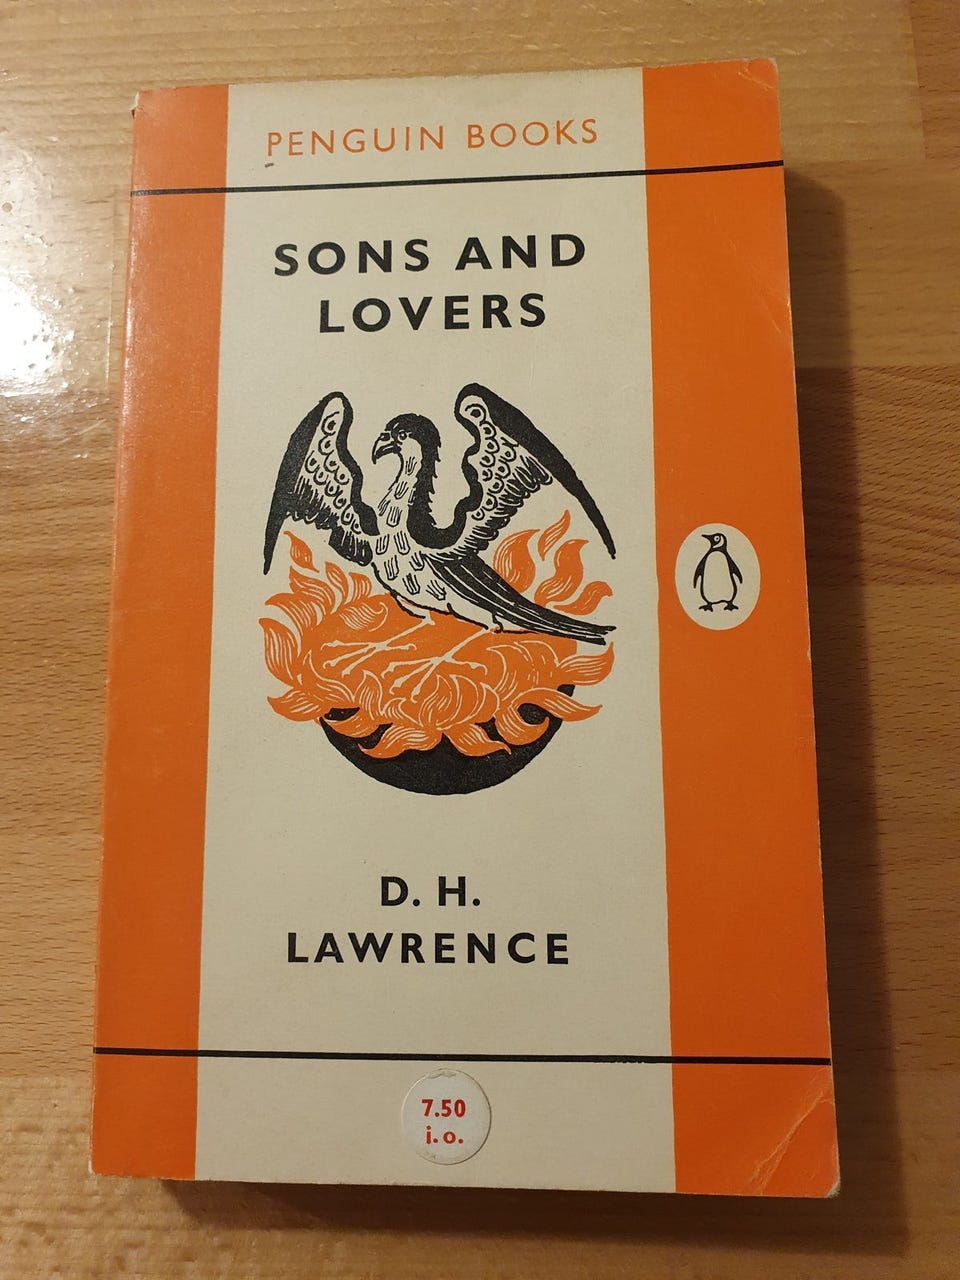 PENGUIN BOOKS
SONS AND
LOVERS
D. H.
LAWRENCE
7.50
i. o.